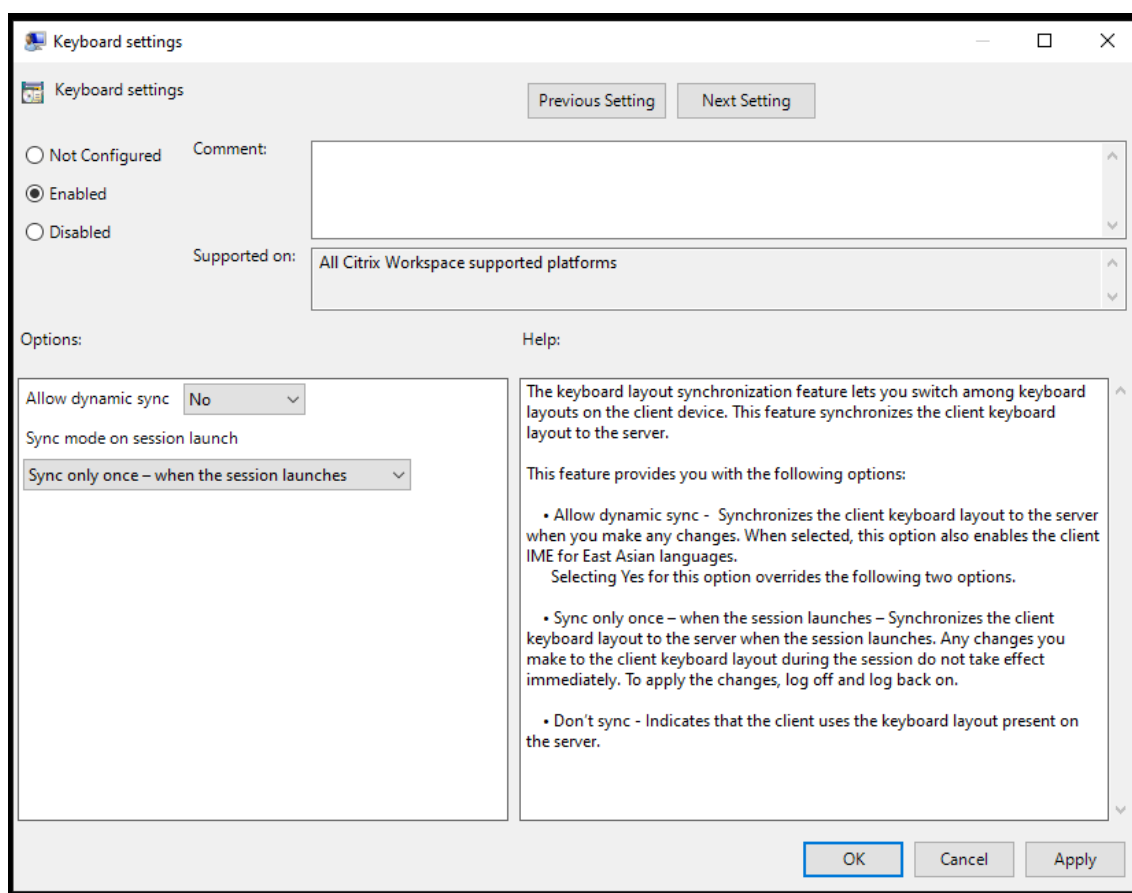 Keyboard settings
Keyboard settings
Previous Setting
Next Setting
Not Configured
Comment:
Enabled
Disabled
Supported on:
All Citrix Workspace supported platforms
Options:
Help:
Allow dynamic sync
No
Sync mode on session launch
Sync only once – when the session launches
The keyboard layout synchronization feature lets you switch among keyboard
layouts on the client device. This feature synchronizes the client keyboard
layout to the server.
This feature provides you with the following options:
• Allow dynamic sync -  Synchronizes the client keyboard layout to the server
when you make any changes. When selected, this option also enables the client
IME for East Asian languages.
Selecting Yes for this option overrides the following two options.
• Sync only once – when the session launches – Synchronizes the client
keyboard layout to the server when the session launches. Any changes you
make to the client keyboard layout during the session do not take effect
immediately. To apply the changes, log off and log back on.
• Don’t sync - Indicates that the client uses the keyboard layout present on
the server.
OK
Cancel
Apply